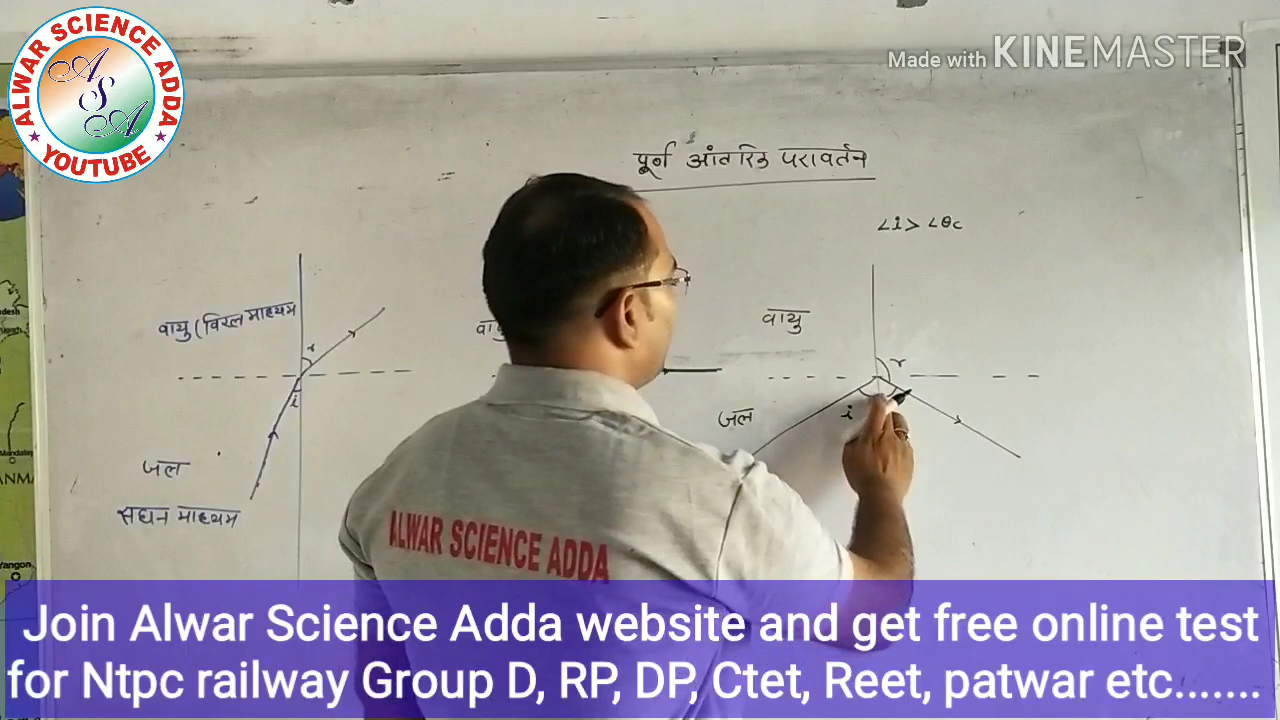 ALWAR SCIENCE ADDA
ASA
YOUTUBE
Made with KINEMASTER
पूर्ण आंतरिक परावर्तन
∠i > ∠θc
वायु (विरल माध्यम
r
i
जल
सघन माध्यम
वायु
r
जल
i
ALWAR SCIENCE ADDA
Join Alwar Science Adda website and get free online test
for Ntpc railway Group D, RP, DP, Ctet, Reet, patwar etc.......